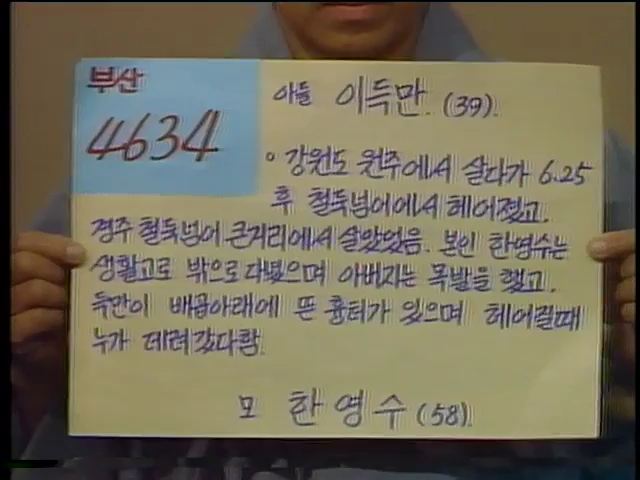 부산
4634
아들 이득만. (39).
◦ 강원도 원주에서 살다가 6.25
후 철둑넘어에서 헤어졌고.
경주 철둑넘어 큰거리에서 살았었음. 본인 한영수는
생활고로 밖으로 다녔으며 아버지는 목발을 했고.
득만이 배곱아래에 뜬 흉터가 있으며 헤어질때
누가 데려갔다함.
모 한영수 (58).